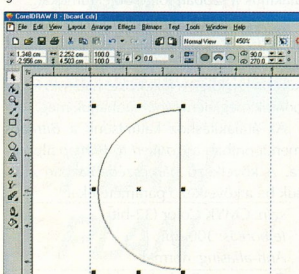 CorelDRAW 8 - [bcard.cdr]
File Edit View Layout Arrange Effects Bitmaps Text Tools Window Help
Normal View 450%
x: 1.348 cm 2.252 cm 100.0 % 0.0 90.0
y: 2.956 cm 4.503 cm 100.0 % 270.0